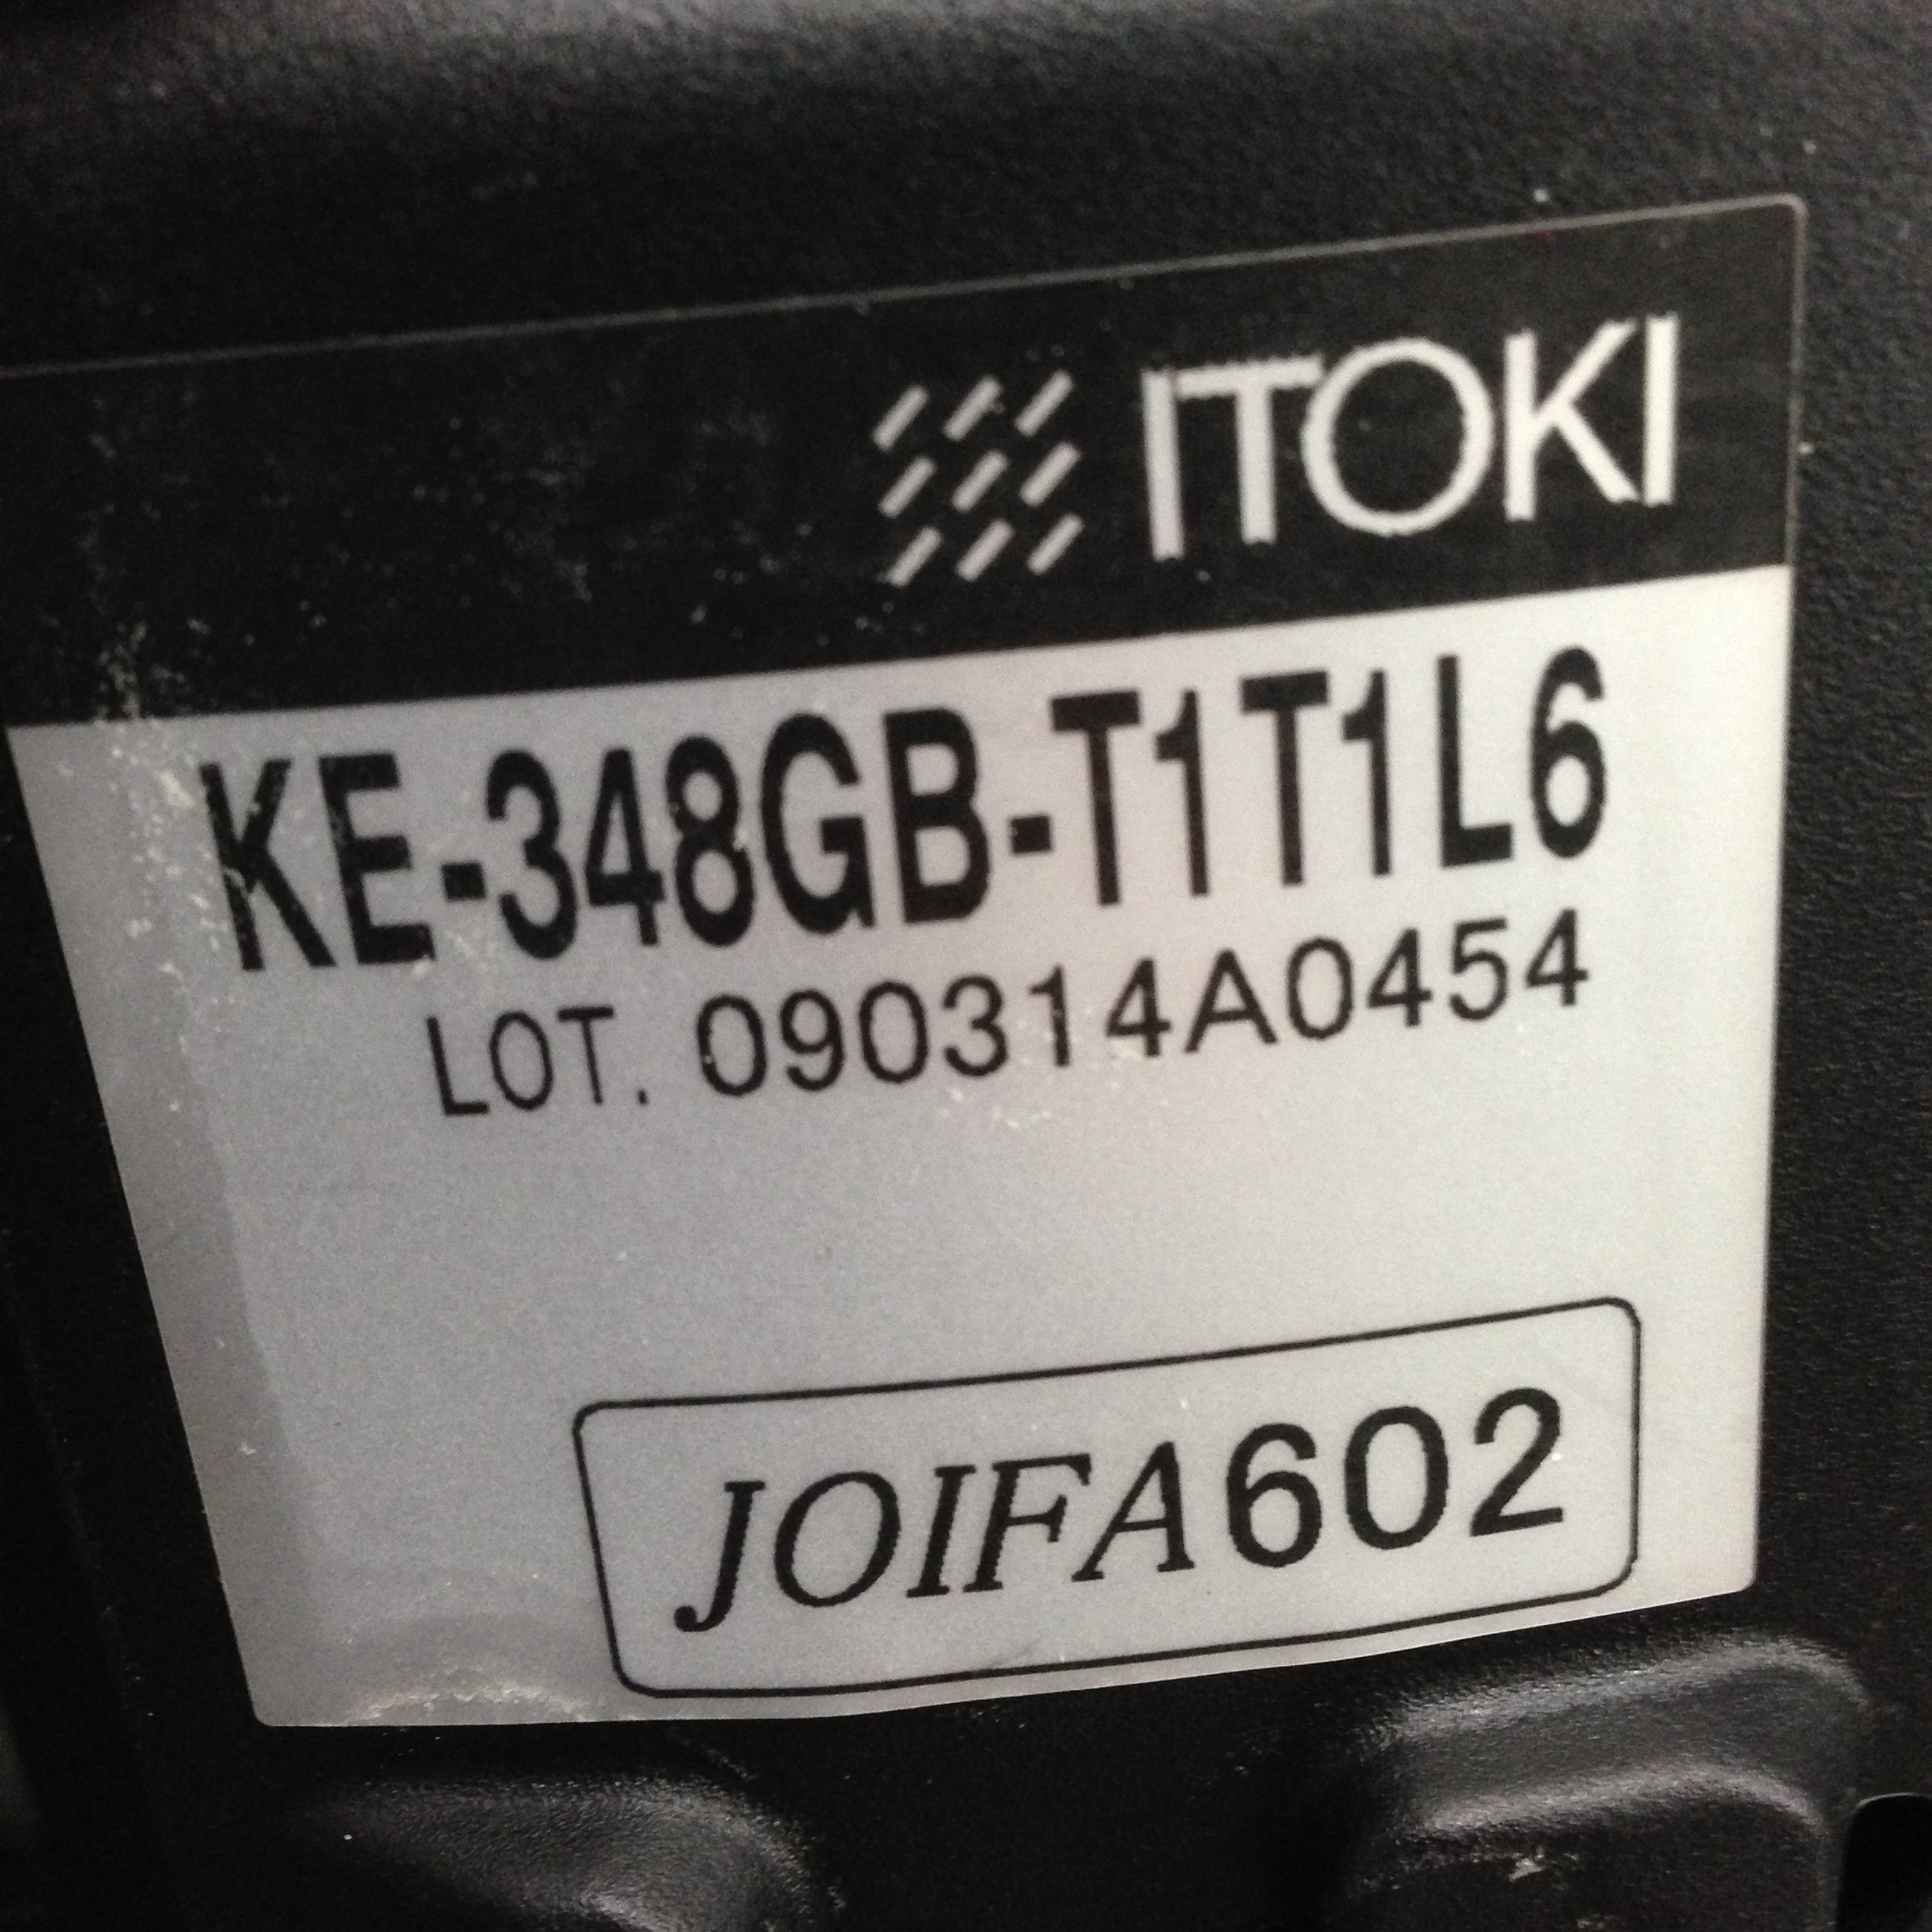 ITOKI
KE-348GB-T1T1L6
LOT. 090314A0454
JOIFA602